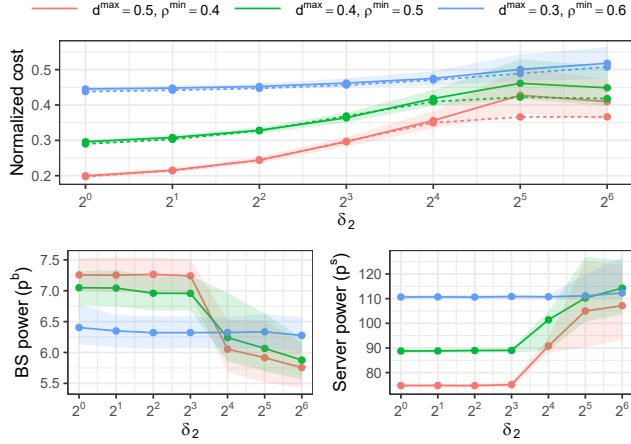 d^max = 0.5, ρ^min = 0.4 d^max = 0.4, ρ^min = 0.5 d^max = 0.3, ρ^min = 0.6
Normalized cost
0.5
0.4
0.3
0.2
2^0 2^1 2^2 2^3 2^4 2^5 2^6
δ_2
BS power (p^b)
7.5
7.0
6.5
6.0
5.5
2^0 2^1 2^2 2^3 2^4 2^5 2^6
δ_2
Server power (p^s)
120
110
100
90
80
2^0 2^1 2^2 2^3 2^4 2^5 2^6
δ_2